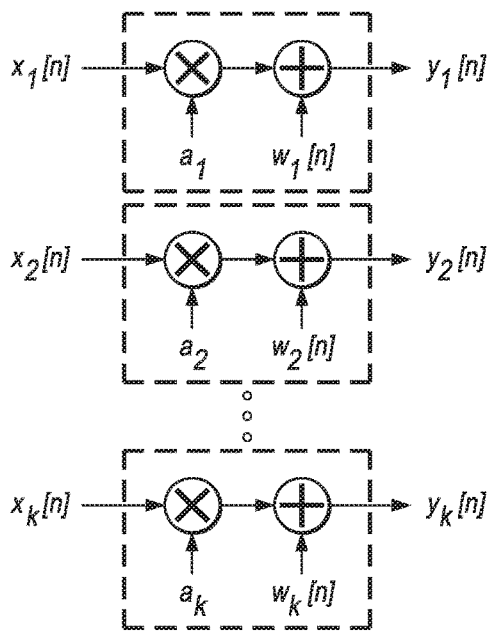 x₁[n] y₁[n]
a₁ w₁[n]
x₂[n] y₂[n]
a₂ w₂[n]
xₖ[n] yₖ[n]
aₖ wₖ[n]